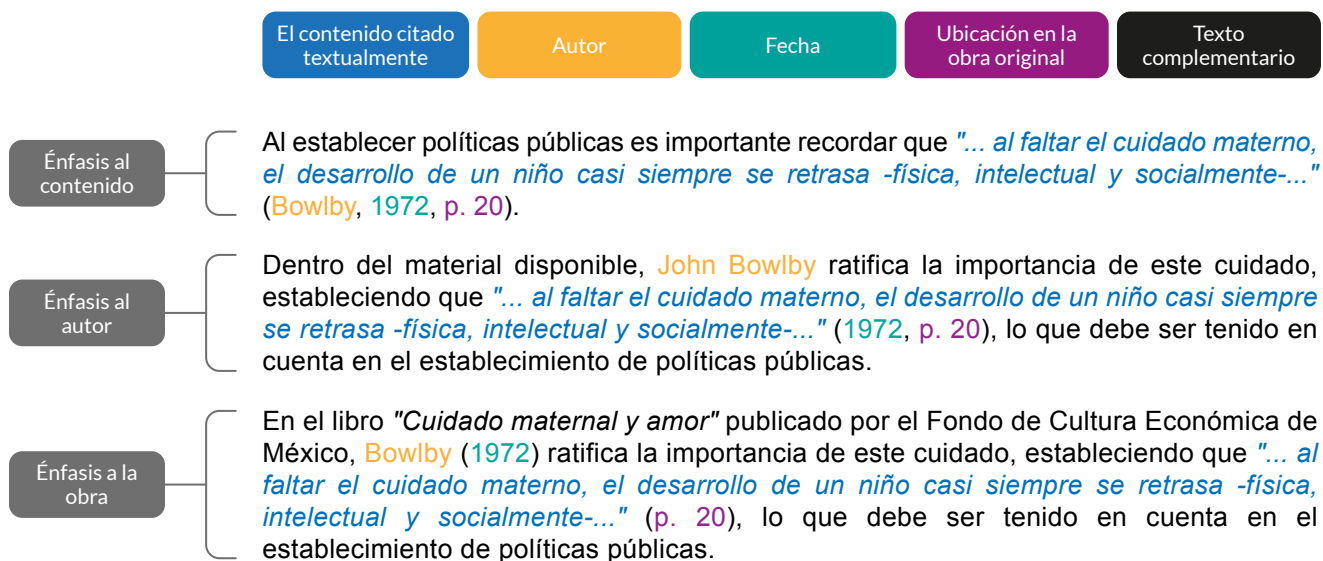 El contenido citado
textualmente
Autor
Fecha
Ubicación en la
obra original
Texto
complementario
Énfasis al
contenido
Al establecer políticas públicas es importante recordar que "... al faltar el cuidado materno,
el desarrollo de un niño casi siempre se retrasa -física, intelectual y socialmente-..."
(Bowlby, 1972, p. 20).
Énfasis al
autor
Dentro del material disponible, John Bowlby ratifica la importancia de este cuidado,
estableciendo que "... al faltar el cuidado materno, el desarrollo de un niño casi siempre
se retrasa -física, intelectual y socialmente-..." (1972, p. 20), lo que debe ser tenido en
cuenta en el establecimiento de políticas públicas.
Énfasis a la
obra
En el libro "Cuidado maternal y amor" publicado por el Fondo de Cultura Económica de
México, Bowlby (1972) ratifica la importancia de este cuidado, estableciendo que "... al
faltar el cuidado materno, el desarrollo de un niño casi siempre se retrasa -física,
intelectual y socialmente-..." (p. 20), lo que debe ser tenido en cuenta en el
establecimiento de políticas públicas.